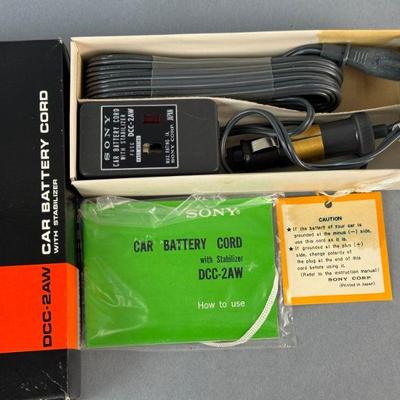 DCC-2AW CAR BATTERY CORD
WITH STABILIZER
SONY
CAR BATTERY CORD
WITH STABILIZER
DCC-2AW
SONY CORP.
JAPAN
SONY
CAR BATTERY CORD
with Stabilizer
DCC-2AW
How to use
CAUTION
★ If the battery of your car is
grounded at the minus (−) side,
use this cord as it is.
★ If grounded at the plus (+)
side, change polarity of
the plug at the end of this
cord before using it.
(Refer to the instruction manual)
SONY CORP.
(Printed in Japan)